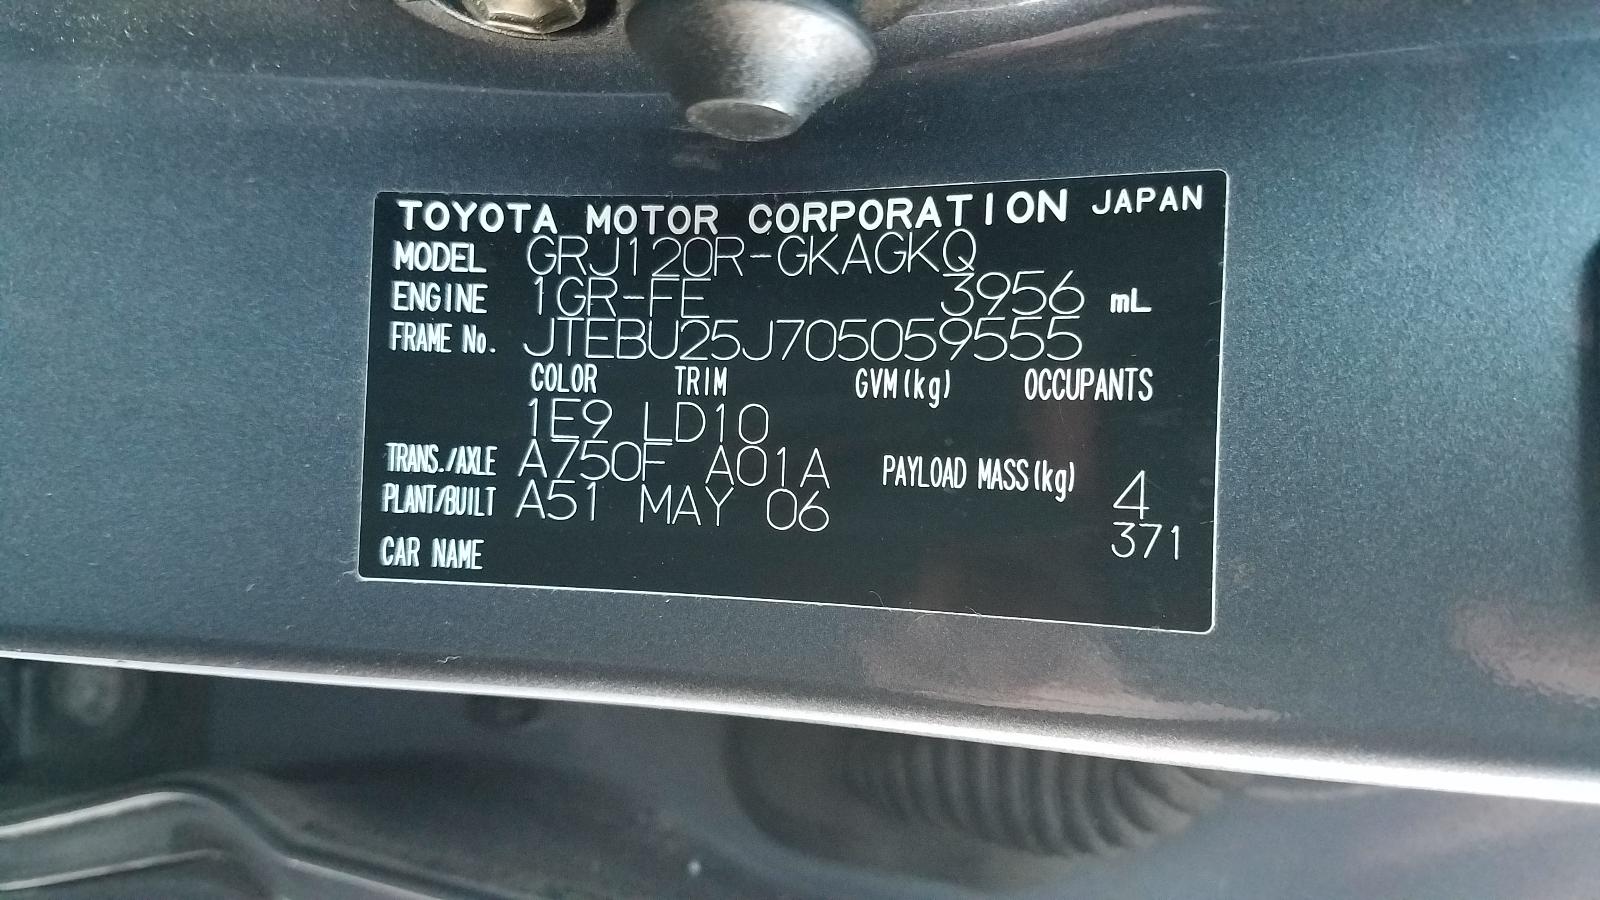 TOYOTA MOTOR CORPORATION JAPAN
MODEL GRJ120R-GKAGKQ
ENGINE 1GR-FE 3956 mL
FRAME No. JTEBU25J705059555
COLOR TRIM GVM(kg) OCCUPANTS
1E9 LD10
TRANS./AXLE A750F A01A PAYLOAD MASS(kg) 4
PLANT/BUILT A51 MAY 06 371
CAR NAME